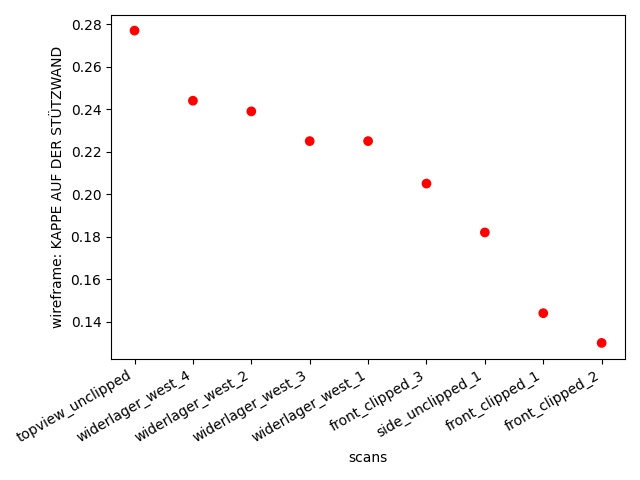 0.28
0.26
0.24
0.22
0.20
0.18
0.16
0.14
wireframe: KAPPE AUF DER STÜTZWAND
topview_unclipped
widerlager_west_4
widerlager_west_2
widerlager_west_3
widerlager_west_1
front_clipped_3
side_unclipped_1
front_clipped_1
front_clipped_2
scans